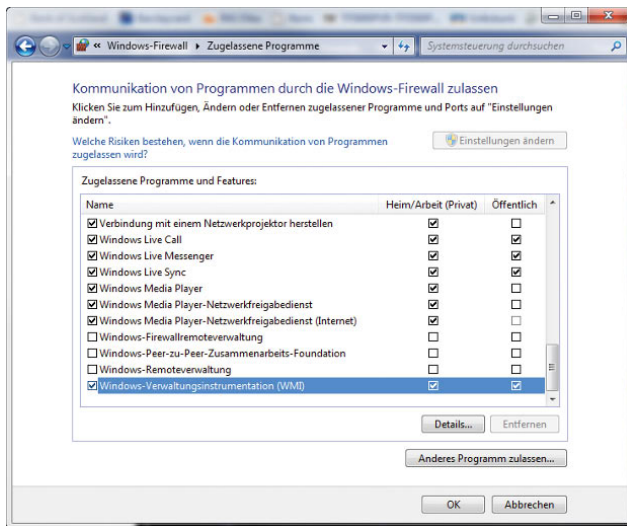 « Windows-Firewall ▸ Zugelassene Programme
Systemsteuerung durchsuchen
Kommunikation von Programmen durch die Windows-Firewall zulassen
Klicken Sie zum Hinzufügen, Ändern oder Entfernen zugelassener Programme und Ports auf "Einstellungen
ändern".
Welche Risiken bestehen, wenn die Kommunikation von Programmen
zugelassen wird?
Einstellungen ändern
Zugelassene Programme und Features:
Name Heim/Arbeit (Privat) Öffentlich
Verbindung mit einem Netzwerkprojektor herstellen
Windows Live Call
Windows Live Messenger
Windows Live Sync
Windows Media Player
Windows Media Player-Netzwerkfreigabedienst
Windows Media Player-Netzwerkfreigabedienst (Internet)
Windows-Firewallremoteverwaltung
Windows-Peer-zu-Peer-Zusammenarbeits-Foundation
Windows-Remoteverwaltung
Windows-Verwaltungsinstrumentation (WMI)
Details... Entfernen
Anderes Programm zulassen...
OK Abbrechen